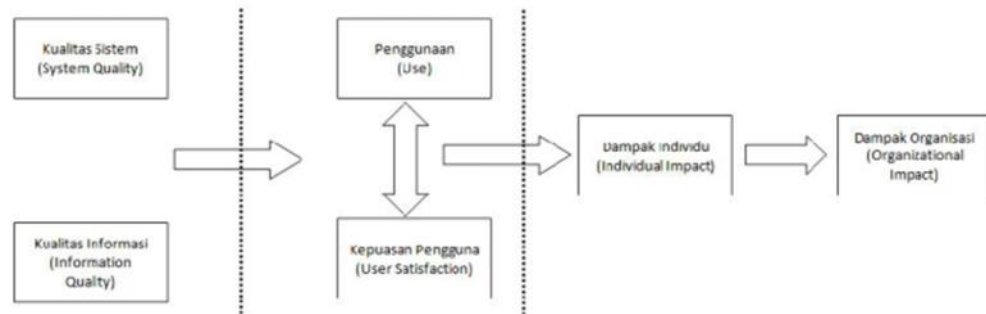 Kualitas Sistem
(System Quality)
Penggunaan
(Use)
Dampak Individu
(Individual Impact)
Dampak Organisasi
(Organizational
Impact)
Kualitas Informasi
(Information
Quality)
Kepuasan Pengguna
(User Satisfaction)